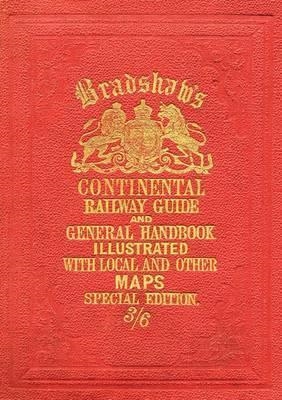 Bradshaw's
CONTINENTAL
RAILWAY GUIDE
AND
GENERAL HANDBOOK
ILLUSTRATED
WITH LOCAL AND OTHER
MAPS
SPECIAL EDITION.
3/6